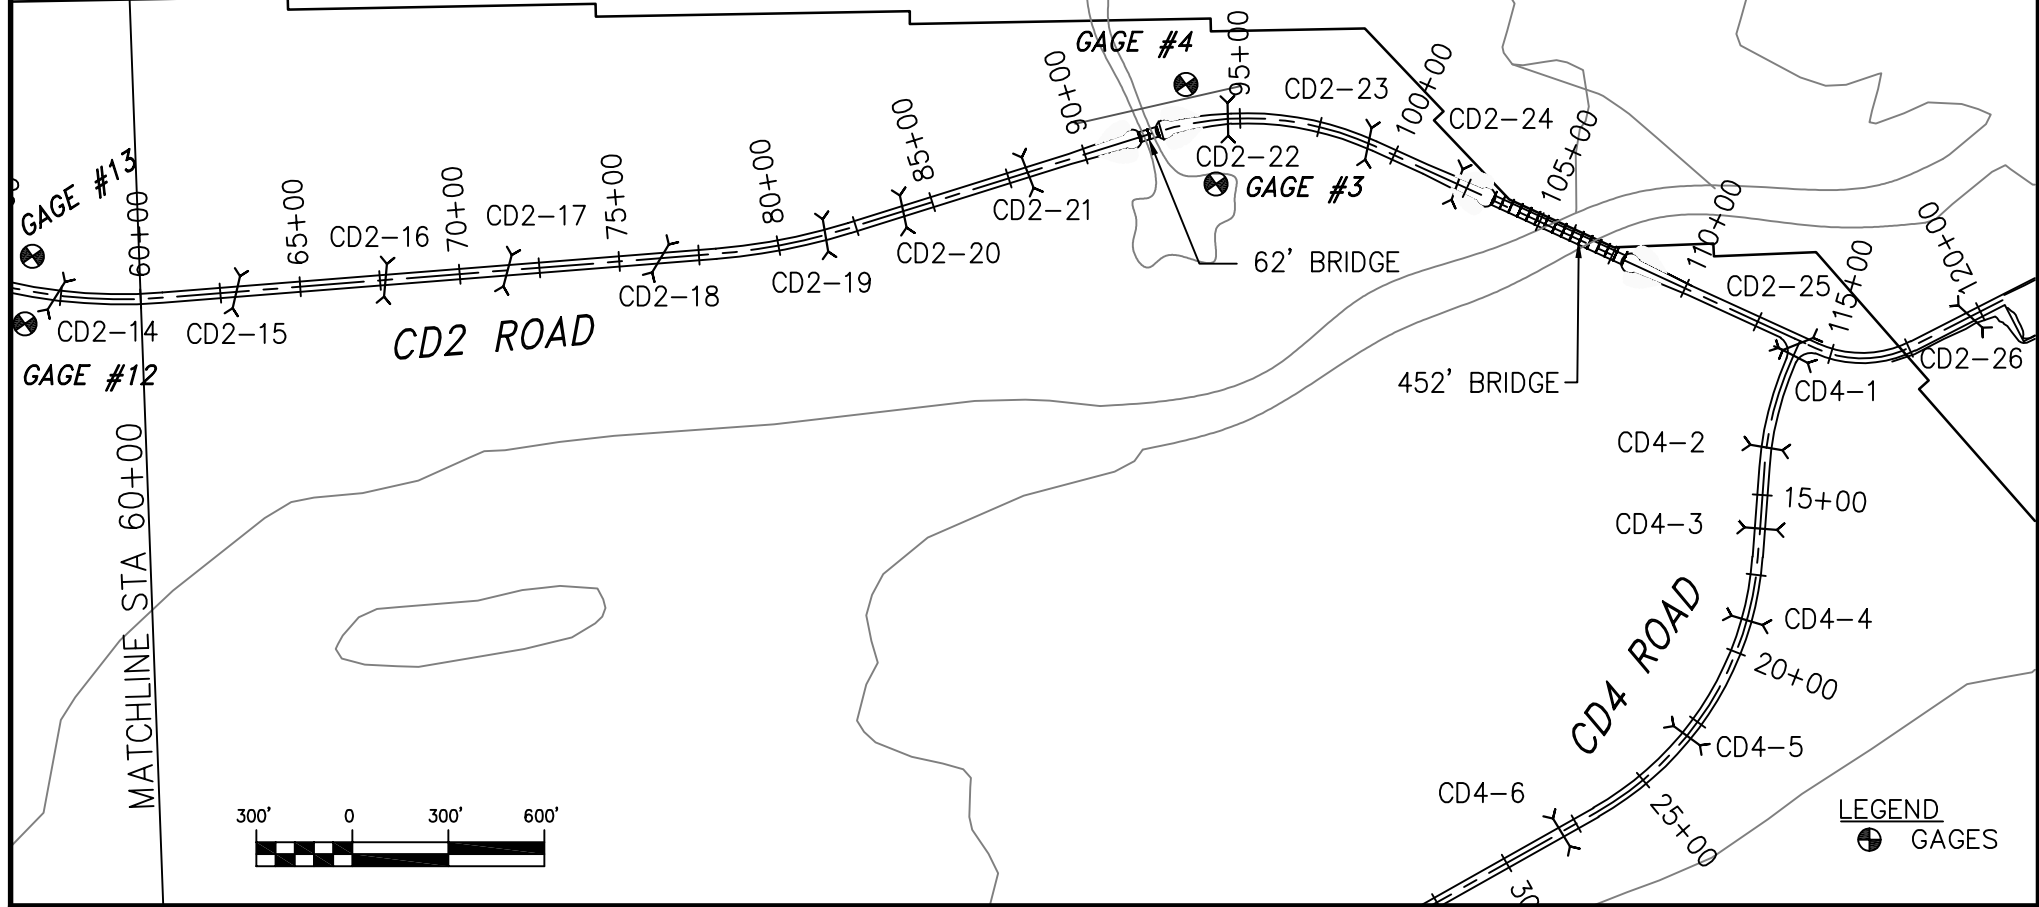 GAGE #4
95+00
90+00
CD2-23
100+00
CD2-24
105+00
85+00
80+00
75+00
70+00
65+00
60+00
GAGE #13
CD2-22
GAGE #3
CD2-21
CD2-17
CD2-16
CD2-20
CD2-19
CD2-18
CD2-14
CD2-15
GAGE #12
CD2 ROAD
62' BRIDGE
110+00
CD2-25
115+00
120+00
CD2-26
452' BRIDGE
CD4-1
CD4-2
15+00
CD4-3
CD4-4
20+00
CD4 ROAD
CD4-5
CD4-6
25+00
30
MATCHLINE STA 60+00
300' 0 300' 600'
LEGEND
GAGES